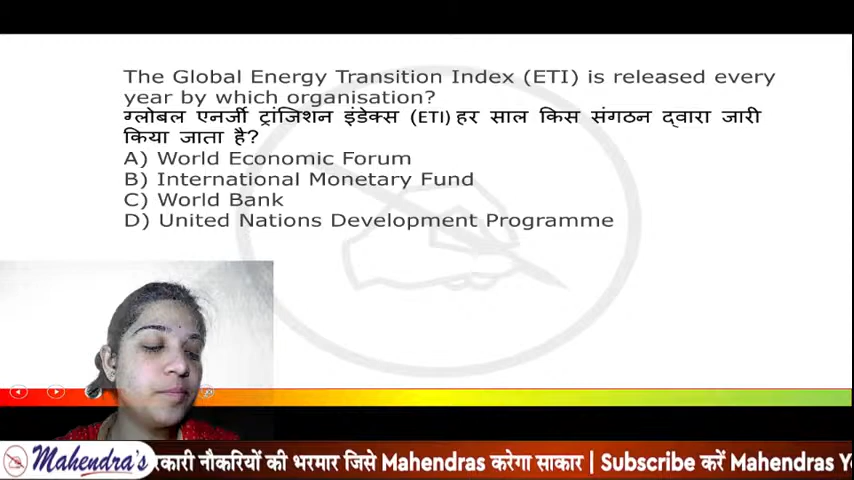 The Global Energy Transition Index (ETI) is released every
year by which organisation?
ग्लोबल एनर्जी ट्रांजिशन इंडेक्स (ETI) हर साल किस संगठन द्वारा जारी
किया जाता है?
A) World Economic Forum
B) International Monetary Fund
C) World Bank
D) United Nations Development Programme
Mahendra's रकारी नौकरियों की भरमार जिसे Mahendras करेगा साकार | Subscribe करें Mahendras Yo